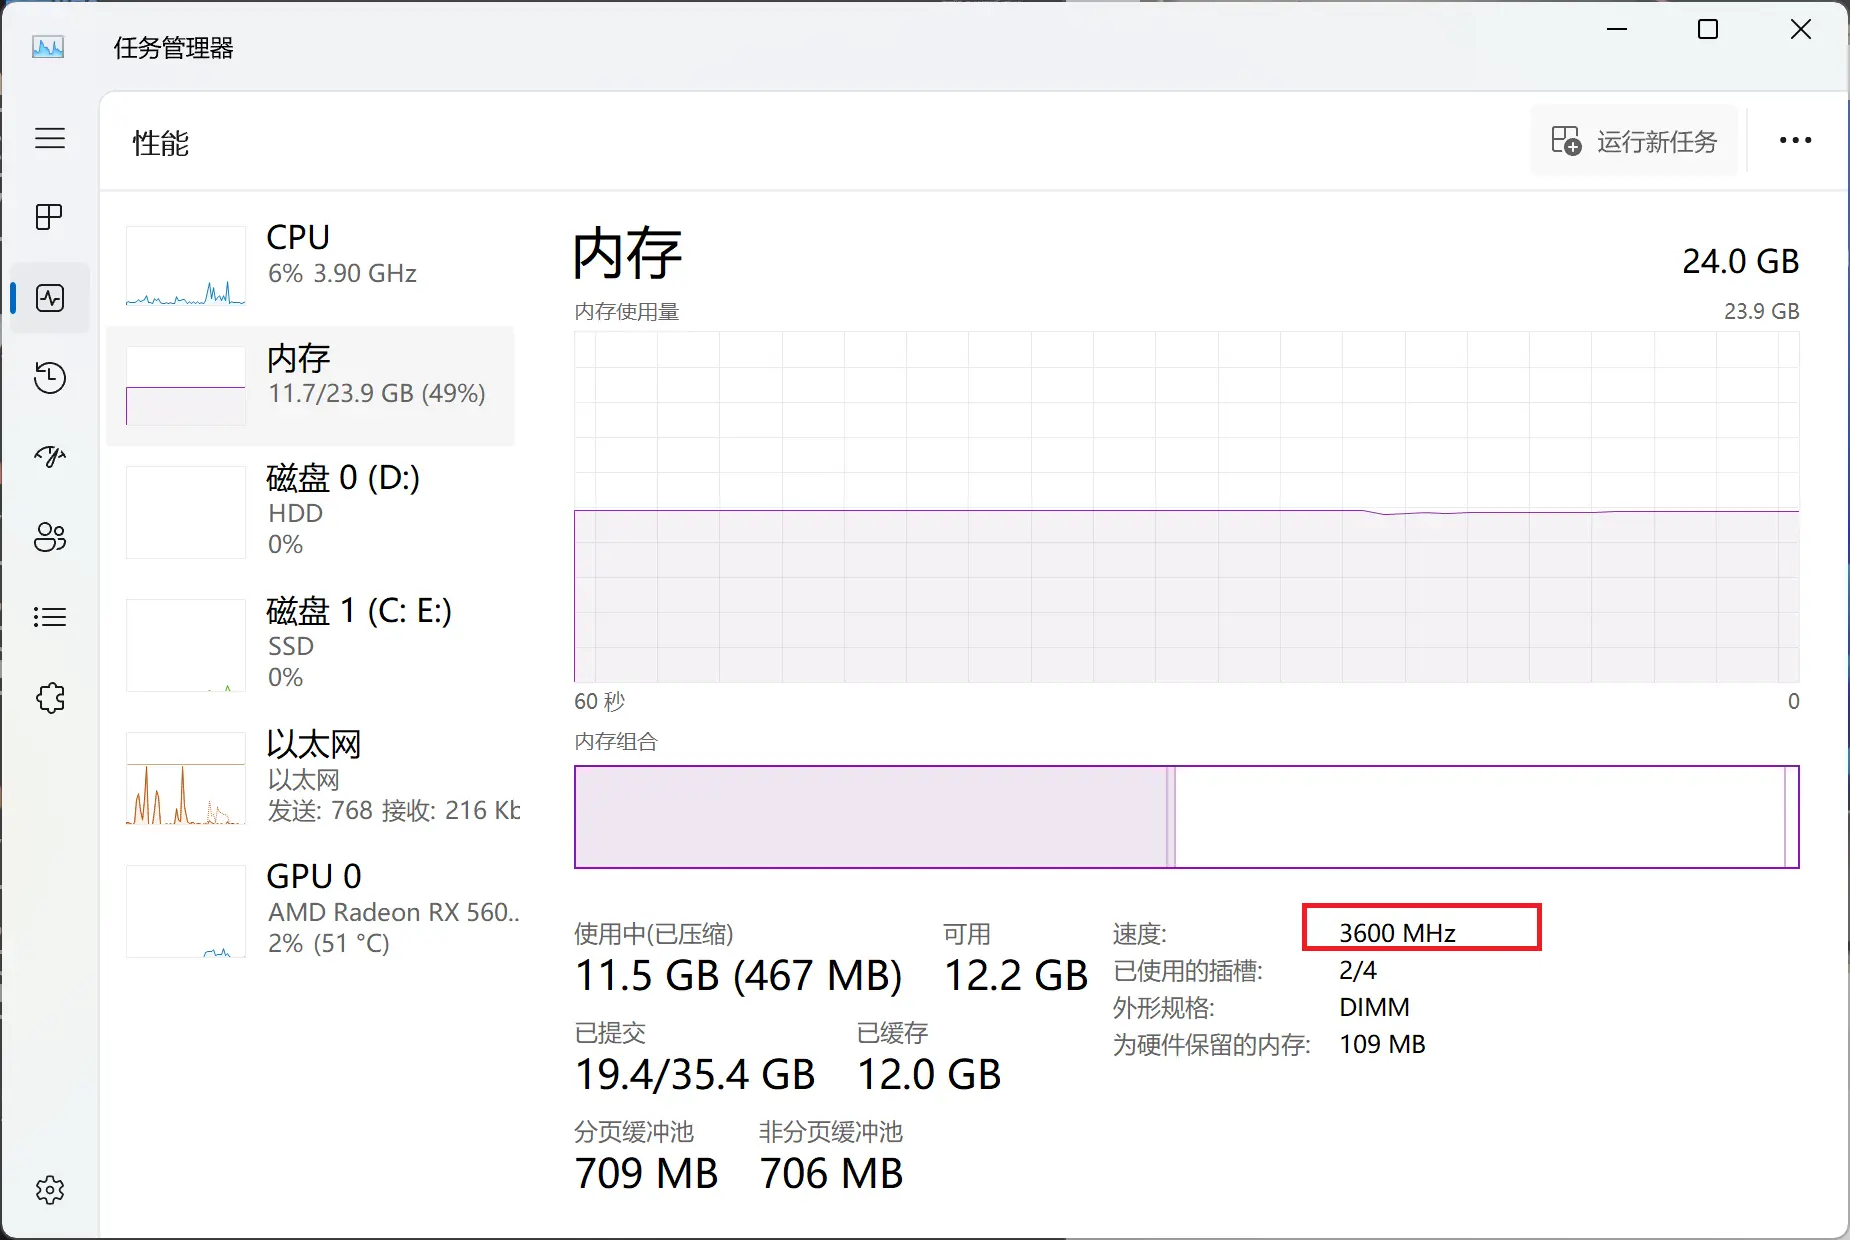 任务管理器
性能
运行新任务
CPU
6% 3.90 GHz
内存
11.7/23.9 GB (49%)
磁盘 0 (D:)
HDD
0%
磁盘 1 (C: E:)
SSD
0%
以太网
以太网
发送: 768 接收: 216 Kb
GPU 0
AMD Radeon RX 560..
2% (51 °C)
内存
24.0 GB
内存使用量
23.9 GB
60 秒
0
内存组合
使用中(已压缩)
可用
11.5 GB (467 MB)
12.2 GB
已提交
已缓存
19.4/35.4 GB
12.0 GB
分页缓冲池
非分页缓冲池
709 MB
706 MB
速度:
3600 MHz
已使用的插槽:
2/4
外形规格:
DIMM
为硬件保留的内存:
109 MB